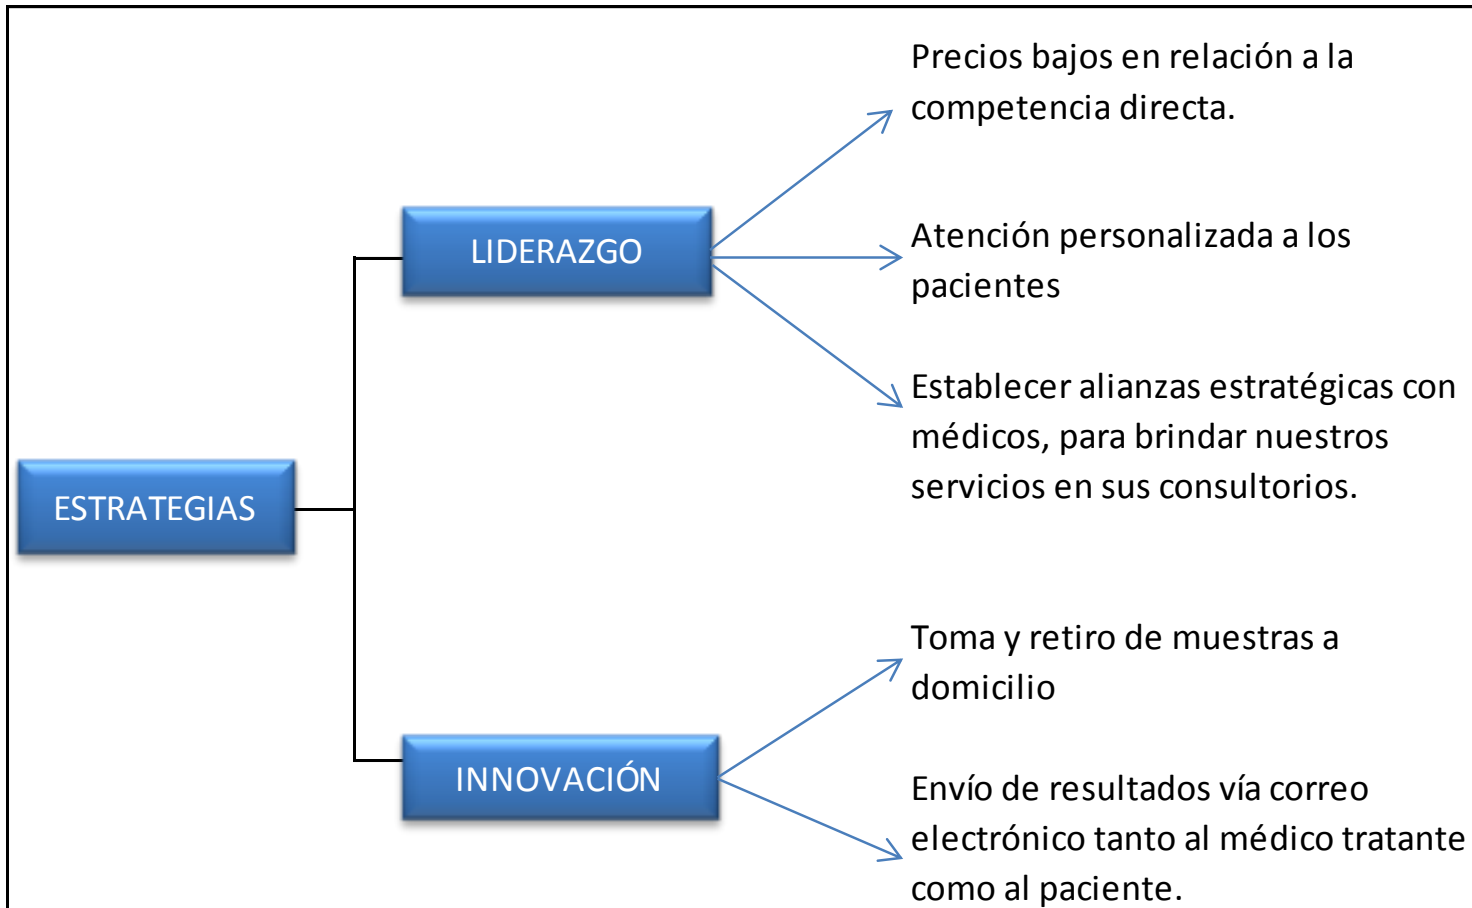 Precios bajos en relación a la
competencia directa.
LIDERAZGO
Atención personalizada a los
pacientes
Establecer alianzas estratégicas con
médicos, para brindar nuestros
servicios en sus consultorios.
ESTRATEGIAS
Toma y retiro de muestras a
domicilio
INNOVACIÓN
Envío de resultados vía correo
electrónico tanto al médico tratante
como al paciente.